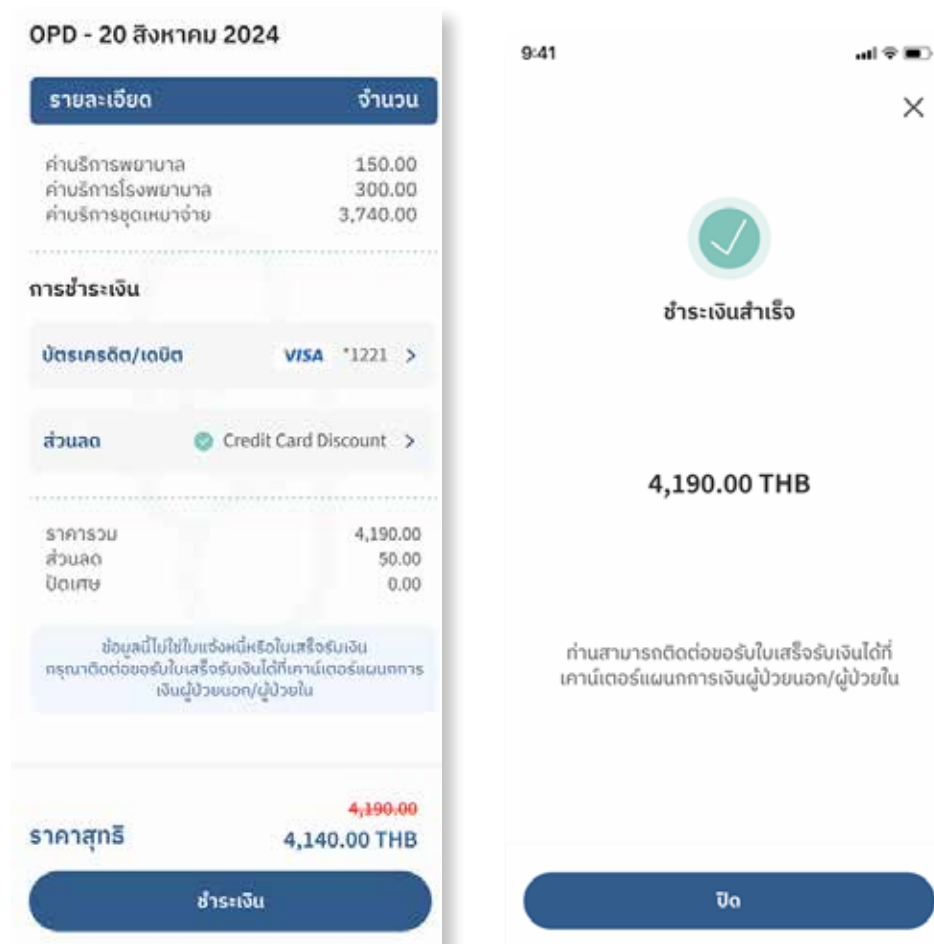 OPD - 20 สิงหาคม 2024
รายละเอียด จำนวน
ค่าบริการพยาบาล 150.00
ค่าบริการโรงพยาบาล 300.00
ค่าบริการชุดเหมาจ่าย 3,740.00
การชำระเงิน
บัตรเครดิต/เดบิต VISA *1221 >
ส่วนลด Credit Card Discount >
ราคารวม 4,190.00
ส่วนลด 50.00
ปัดเศษ 0.00
ข้อมูลนี้ไม่ใช่ใบแจ้งหนี้หรือใบเสร็จรับเงิน
กรุณาติดต่อขอรับใบเสร็จรับเงินได้ที่เคาน์เตอร์แผนกการ
เงินผู้ป่วยนอก/ผู้ป่วยใน
4,190.00
ราคาสุทธิ 4,140.00 THB
ชำระเงิน
9:41
ชำระเงินสำเร็จ
4,190.00 THB
ท่านสามารถติดต่อขอรับใบเสร็จรับเงินได้ที่
เคาน์เตอร์แผนกการเงินผู้ป่วยนอก/ผู้ป่วยใน
ปิด